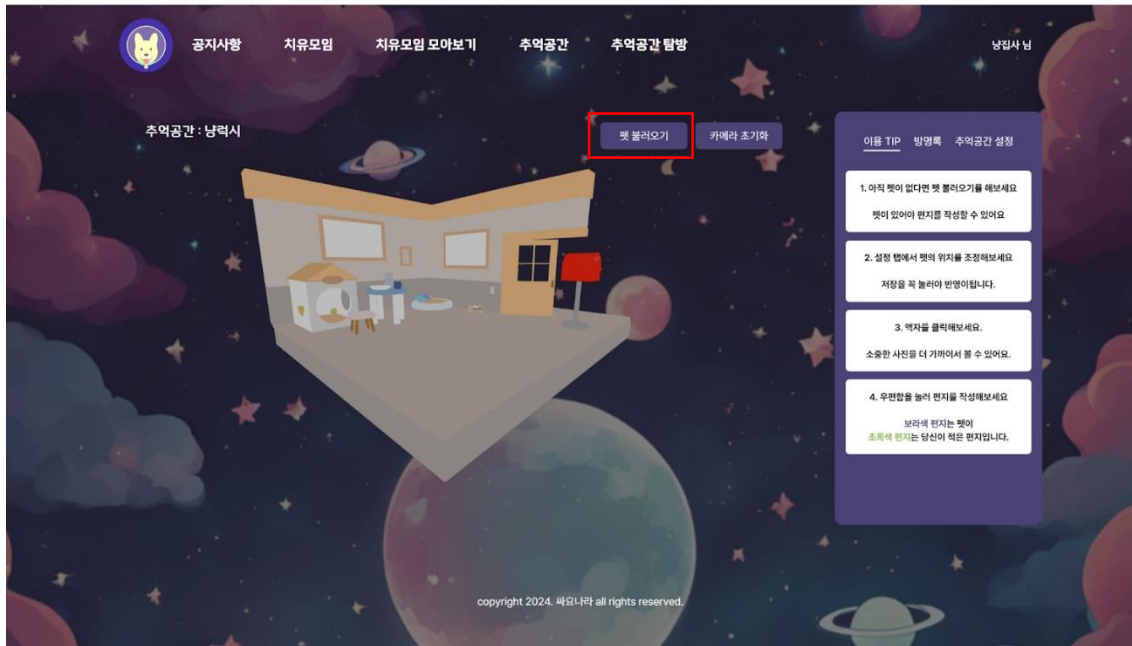 공지사항
치유모임
치유모임 모아보기
추억공간
추억공간 탐방
냥집사 님
추억공간 : 냥럭시
펫 불러오기
카메라 초기화
이용 TIP
방명록
추억공간 설정
1. 아직 펫이 없다면 펫 불러오기를 해보세요
펫이 있어야 편지를 작성할 수 있어요
2. 설정 탭에서 펫의 위치를 조정해보세요
저장을 꼭 눌러야 반영이됩니다.
3. 액자를 클릭해보세요.
소중한 사진을 더 가까이서 볼 수 있어요.
4. 우편함을 눌러 편지를 작성해보세요
보라색 편지는 펫이
초록색 편지는 당신이 적은 편지입니다.
copyright 2024. 싸요나라 all rights reserved.